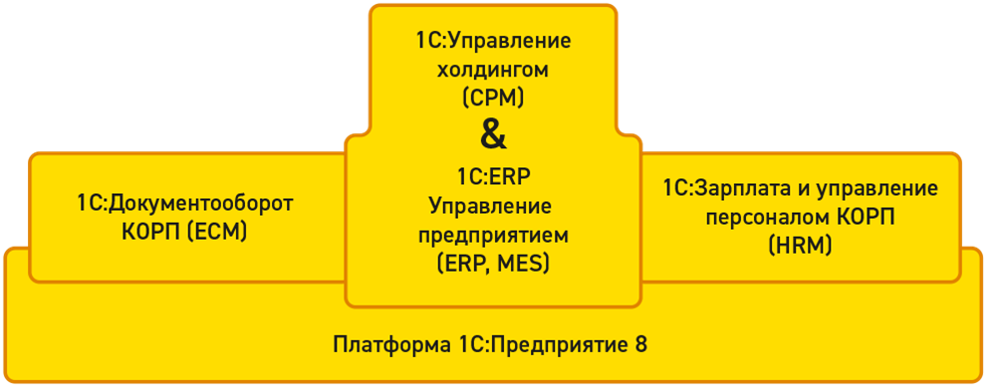 1С:Управление
холдингом
(CPM)
&
1С:ERP
Управление
предприятием
(ERP, MES)
1С:Документооборот
КОРП (ECM)
1С:Зарплата и управление
персоналом КОРП
(HRM)
Платформа 1С:Предприятие 8